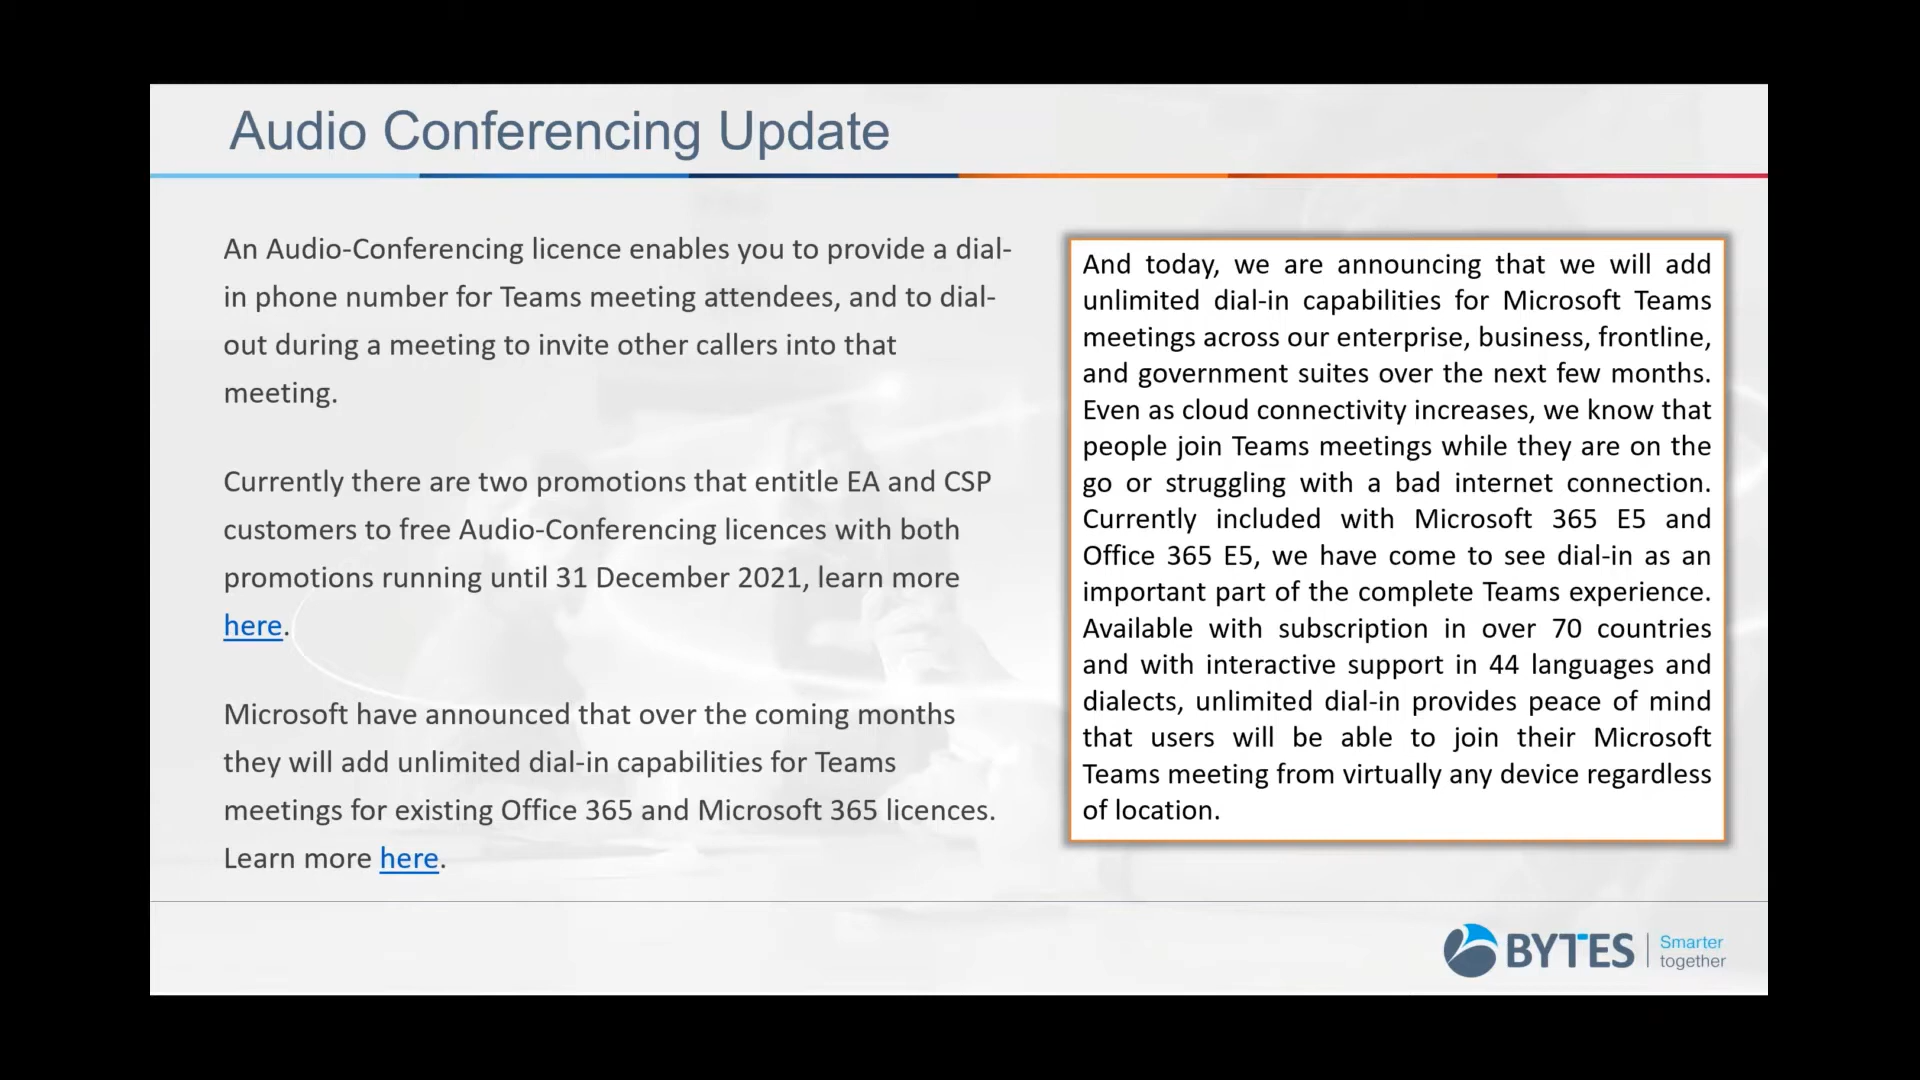 Audio Conferencing Update
An Audio-Conferencing licence enables you to provide a dial-
in phone number for Teams meeting attendees, and to dial-
out during a meeting to invite other callers into that
meeting.
Currently there are two promotions that entitle EA and CSP
customers to free Audio-Conferencing licences with both
promotions running until 31 December 2021, learn more
here.
Microsoft have announced that over the coming months
they will add unlimited dial-in capabilities for Teams
meetings for existing Office 365 and Microsoft 365 licences.
Learn more here.
And today, we are announcing that we will add
unlimited dial-in capabilities for Microsoft Teams
meetings across our enterprise, business, frontline,
and government suites over the next few months.
Even as cloud connectivity increases, we know that
people join Teams meetings while they are on the
go or struggling with a bad internet connection.
Currently included with Microsoft 365 E5 and
Office 365 E5, we have come to see dial-in as an
important part of the complete Teams experience.
Available with subscription in over 70 countries
and with interactive support in 44 languages and
dialects, unlimited dial-in provides peace of mind
that users will be able to join their Microsoft
Teams meeting from virtually any device regardless
of location.
BYTES
Smarter
together